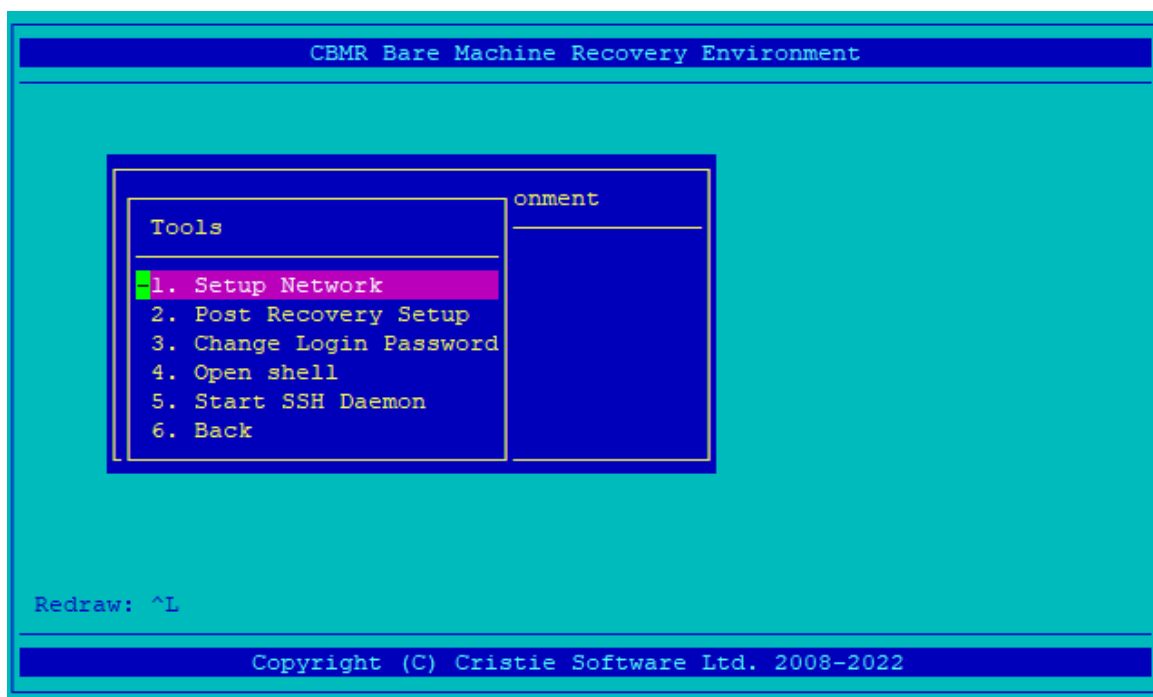 CBMR Bare Machine Recovery Environment
onment
Tools
1. Setup Network
2. Post Recovery Setup
3. Change Login Password
4. Open shell
5. Start SSH Daemon
6. Back
Redraw: ^L
Copyright (C) Cristie Software Ltd. 2008-2022